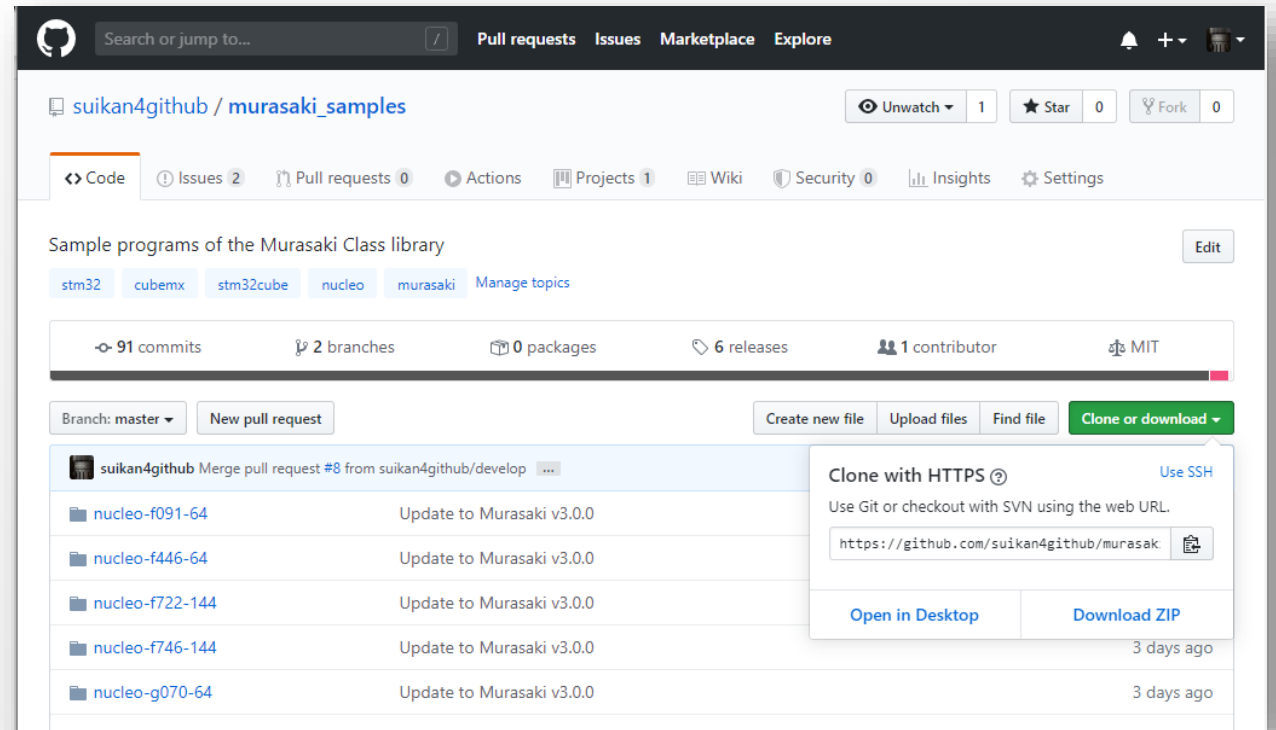 Search or jump to... / Pull requests Issues Marketplace Explore
suikan4github / murasaki_samples Unwatch 1 Star 0 Fork 0
Code Issues 2 Pull requests 0 Actions Projects 1 Wiki Security 0 Insights Settings
Sample programs of the Murasaki Class library Edit
stm32 cubemx stm32cube nucleo murasaki Manage topics
91 commits 2 branches 0 packages 6 releases 1 contributor MIT
Branch: master New pull request Create new file Upload files Find file Clone or download
suikan4github Merge pull request #8 from suikan4github/develop ...
Clone with HTTPS ? Use SSH
Use Git or checkout with SVN using the web URL.
https://github.com/suikan4github/murasak
Open in Desktop Download ZIP
nucleo-f091-64 Update to Murasaki v3.0.0
nucleo-f446-64 Update to Murasaki v3.0.0
nucleo-f722-144 Update to Murasaki v3.0.0
nucleo-f746-144 Update to Murasaki v3.0.0 3 days ago
nucleo-g070-64 Update to Murasaki v3.0.0 3 days ago